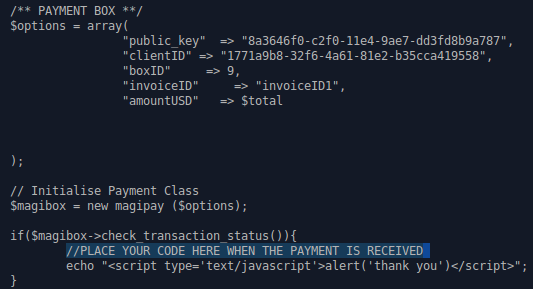 /** PAYMENT BOX **/
$options = array(
"public_key" => "8a3646f0-c2f0-11e4-9ae7-dd3fd8b9a787",
"clientID" => "1771a9b8-32f6-4a61-81e2-b35cca419558",
"boxID" => 9,
"invoiceID" => "invoiceID1",
"amountUSD" => $total
);
// Initialise Payment Class
$magibox = new magipay ($options);
if($magibox->check_transaction_status()){
//PLACE YOUR CODE HERE WHEN THE PAYMENT IS RECEIVED
echo "<script type='text/javascript'>alert('thank you')</script>";
}